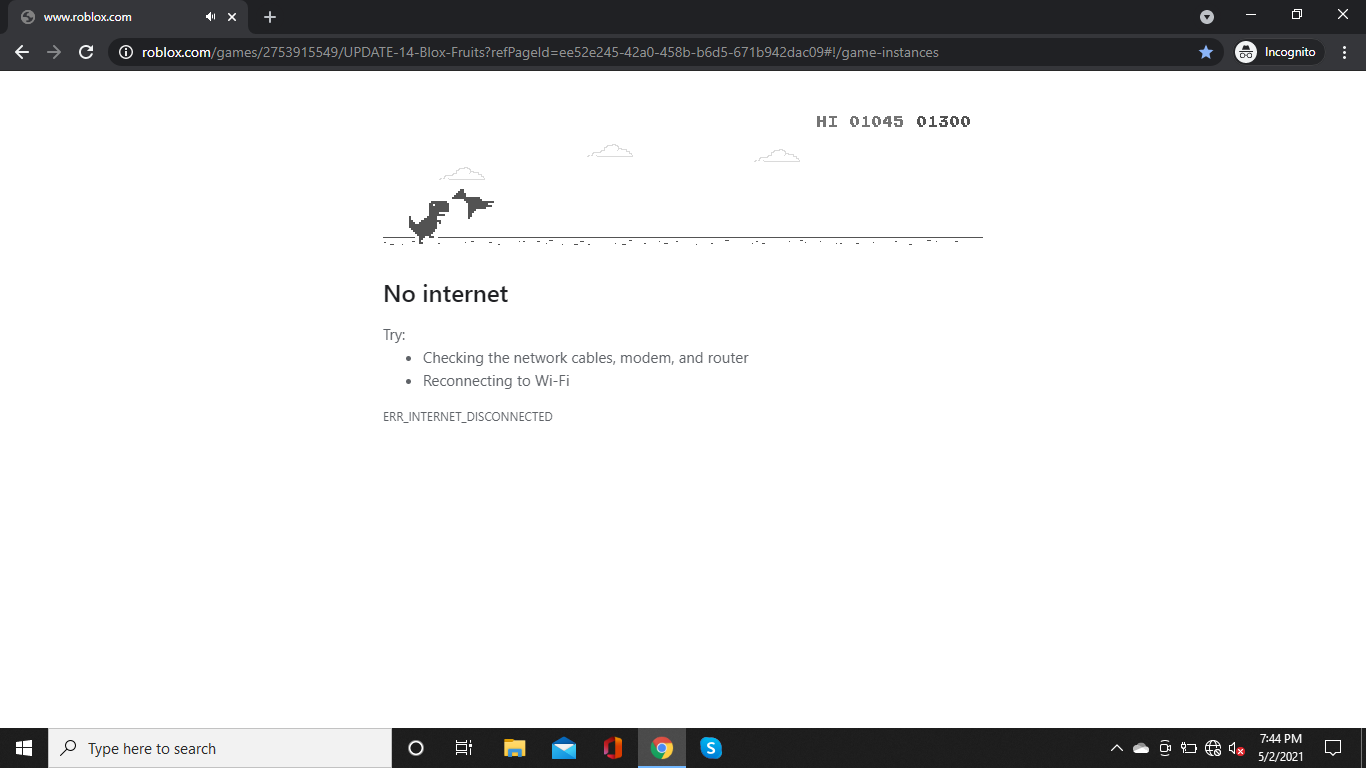 www.roblox.com
roblox.com/games/2753915549/UPDATE-14-Blox-Fruits?refPageId=ee52e245-42a0-458b-b6d5-671b942dac09#!/game-instances
Incognito
HI 01045 01300
No internet
Try:
• Checking the network cables, modem, and router
• Reconnecting to Wi-Fi
ERR_INTERNET_DISCONNECTED
Type here to search
S
7:44 PM
5/2/2021